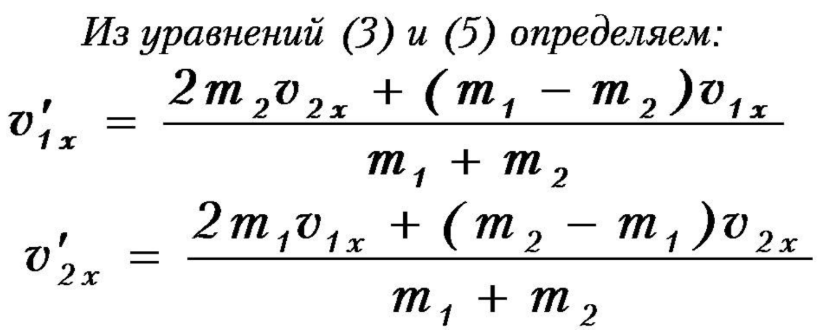 Из уравнений (3) и (5) определяем:
v′₁ₓ = (2m₂v₂ₓ + (m₁ − m₂)v₁ₓ) / (m₁ + m₂)
v′₂ₓ = (2m₁v₁ₓ + (m₂ − m₁)v₂ₓ) / (m₁ + m₂)